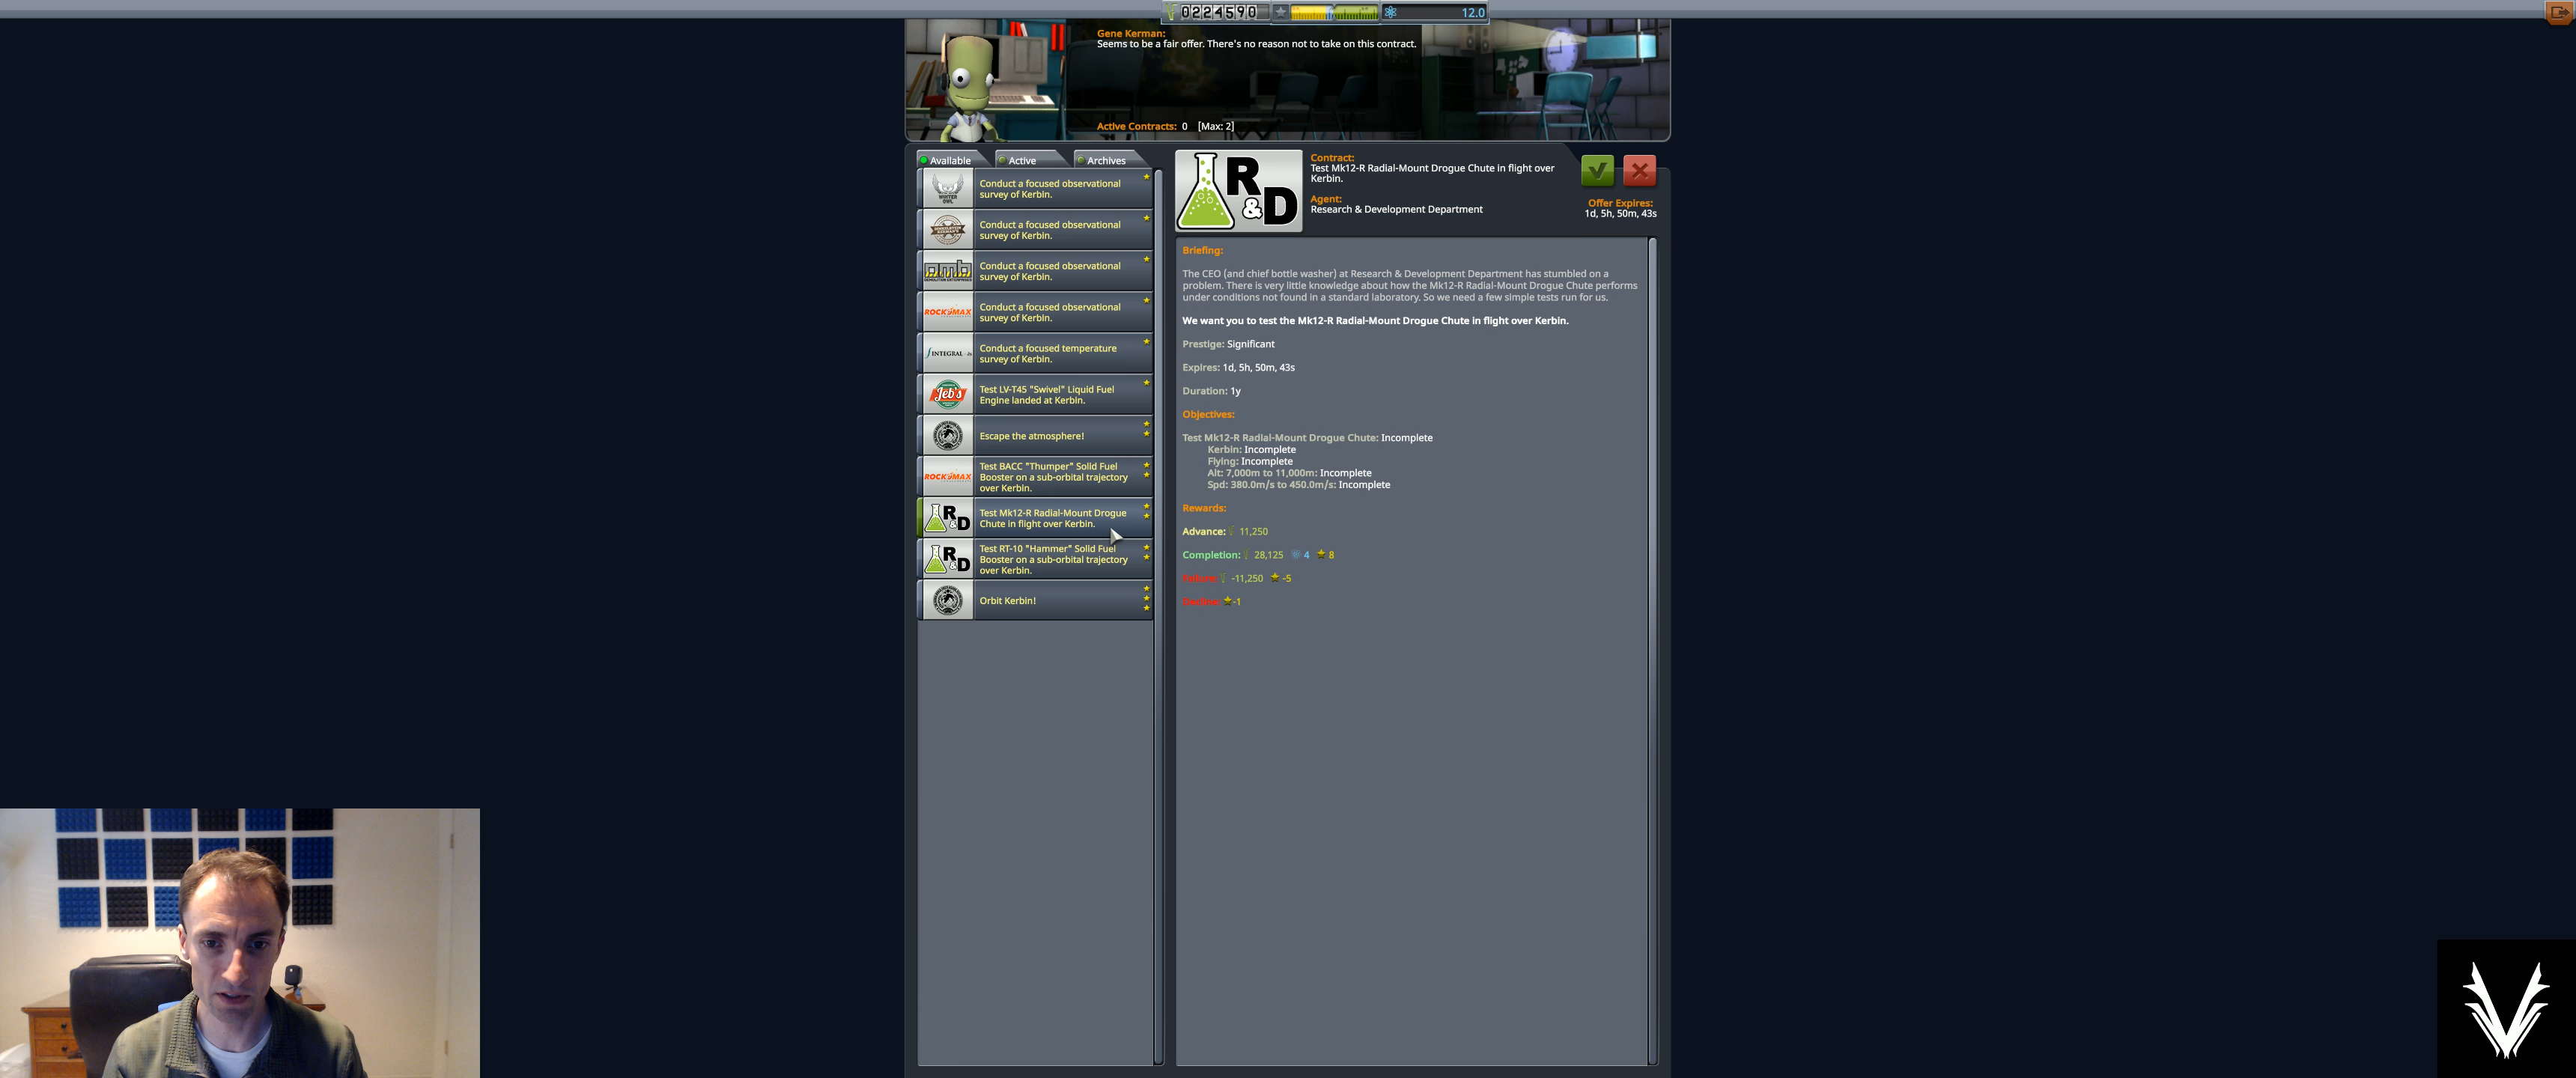 0224590
12.0
Gene Kerman:
Seems to be a fair offer. There's no reason not to take on this contract.
Active Contracts: 0 [Max: 2]
Available
Active
Archives
WINTER OWL
Conduct a focused observational
survey of Kerbin.
Conduct a focused observational
survey of Kerbin.
Conduct a focused observational
survey of Kerbin.
ROCKOMAX
Conduct a focused observational
survey of Kerbin.
INTEGRAL
Conduct a focused temperature
survey of Kerbin.
Jeb's
Test LV-T45 "Swivel" Liquid Fuel
Engine landed at Kerbin.
Escape the atmosphere!
ROCKOMAX
Test BACC "Thumper" Solid Fuel
Booster on a sub-orbital trajectory
over Kerbin.
R&D
Test Mk12-R Radial-Mount Drogue
Chute in flight over Kerbin.
R&D
Test RT-10 "Hammer" Solid Fuel
Booster on a sub-orbital trajectory
over Kerbin.
Orbit Kerbin!
R&D
Contract:
Test Mk12-R Radial-Mount Drogue Chute in flight over
Kerbin.
Agent:
Research & Development Department
Offer Expires:
1d, 5h, 50m, 43s
Briefing:
The CEO (and chief bottle washer) at Research & Development Department has stumbled on a
problem. There is very little knowledge about how the Mk12-R Radial-Mount Drogue Chute performs
under conditions not found in a standard laboratory. So we need a few simple tests run for us.
We want you to test the Mk12-R Radial-Mount Drogue Chute in flight over Kerbin.
Prestige: Significant
Expires: 1d, 5h, 50m, 43s
Duration: 1y
Objectives:
Test Mk12-R Radial-Mount Drogue Chute: Incomplete
Kerbin: Incomplete
Flying: Incomplete
Alt: 7,000m to 11,000m: Incomplete
Spd: 380.0m/s to 450.0m/s: Incomplete
Rewards:
Advance: 11,250
Completion: 28,125 4 8
Failure: -11,250 -5
Decline: -1